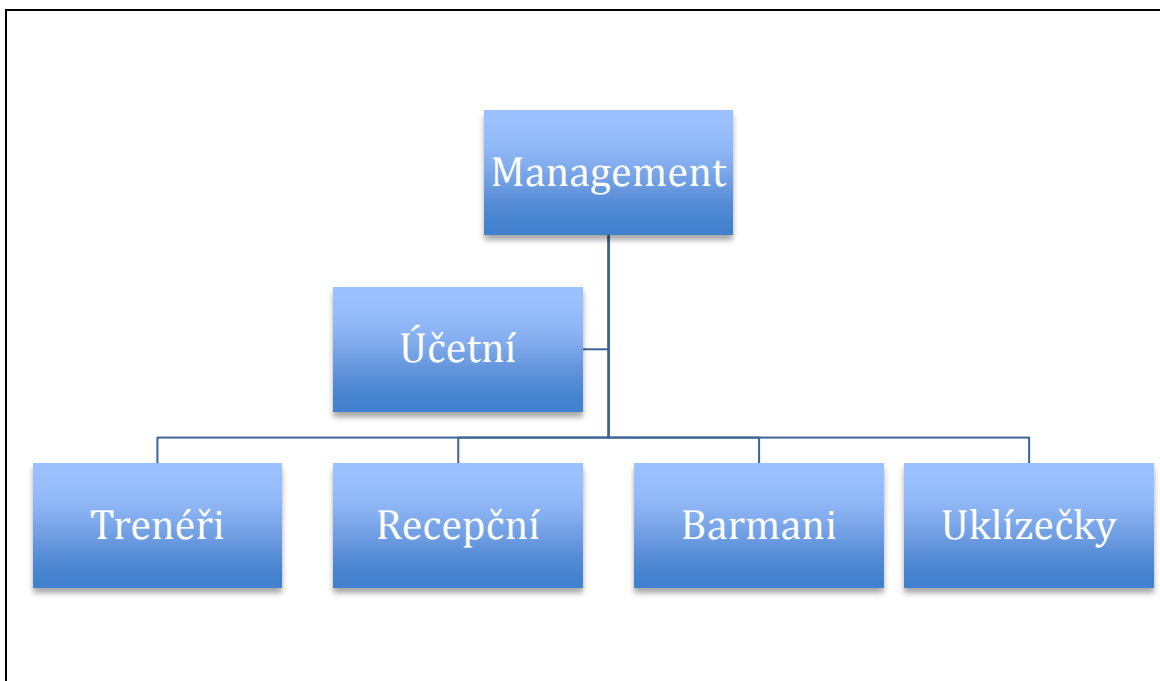 Management
Účetní
Trenéři
Recepční
Barmani
Uklízečky